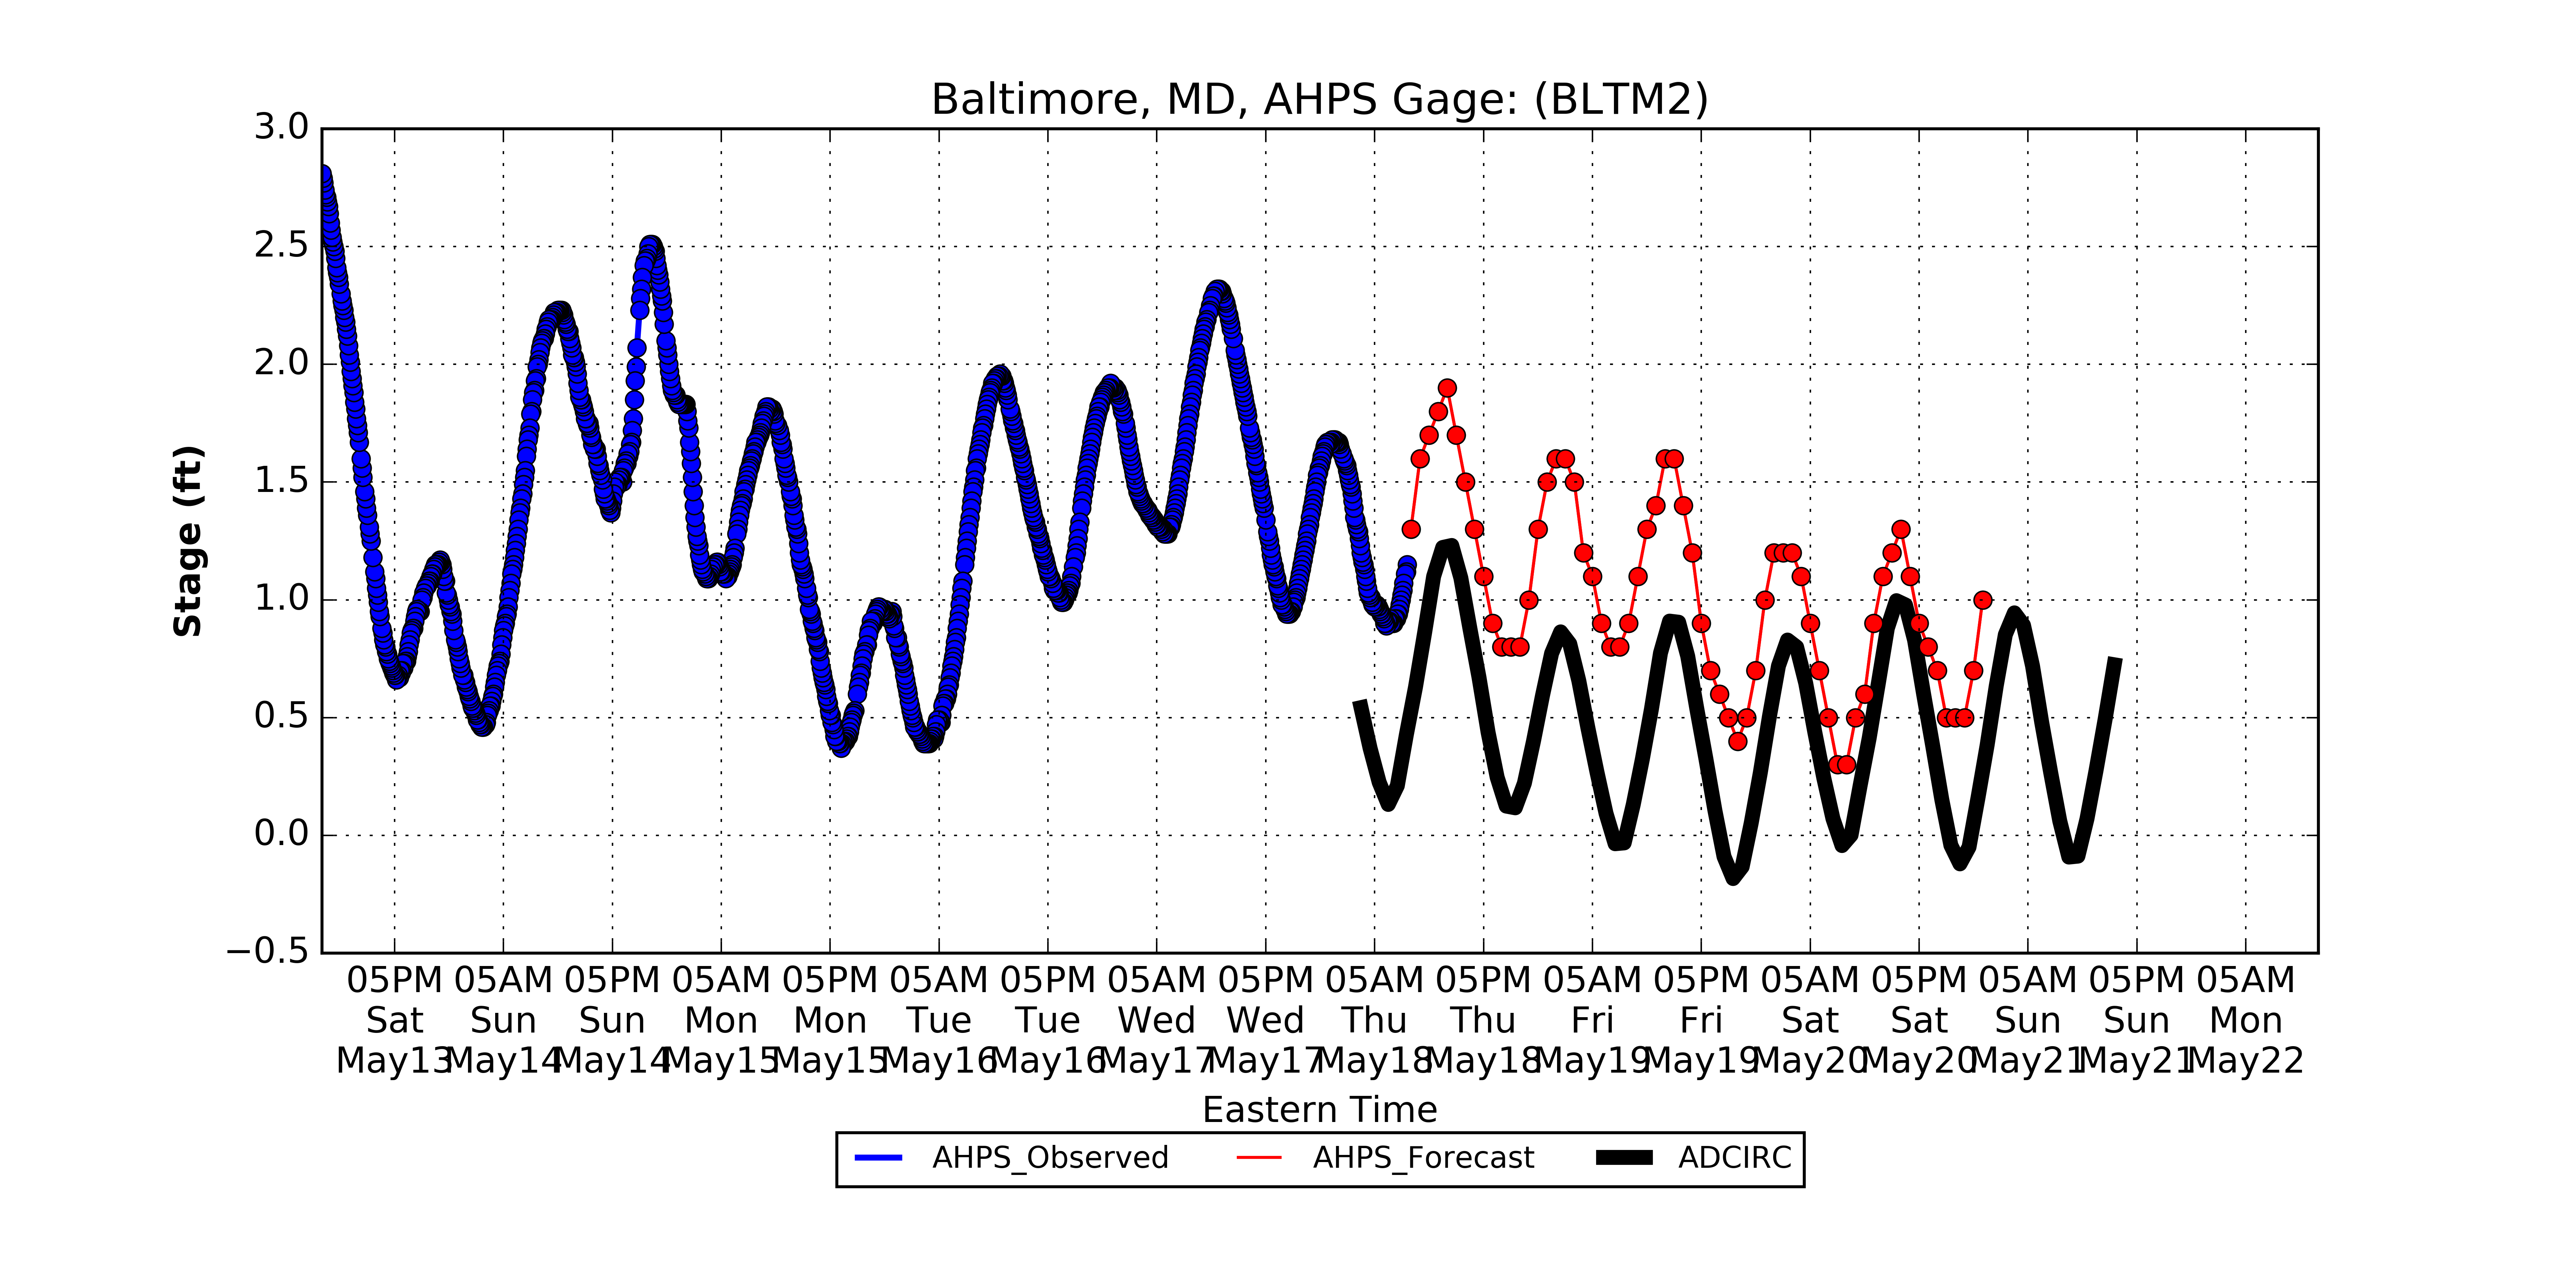 Baltimore, MD, AHPS Gage: (BLTM2)
Stage (ft)
3.0
2.5
2.0
1.5
1.0
0.5
0.0
−0.5
05PM 05AM 05PM 05AM 05PM 05AM 05PM 05AM 05PM 05AM 05PM 05AM 05PM 05AM 05PM 05AM 05PM 05AM
Sat Sun Sun Mon Mon Tue Tue Wed Wed Thu Thu Fri Fri Sat Sat Sun Sun Mon
May13 May14 May14 May15 May15 May16 May16 May17 May17 May18 May18 May19 May19 May20 May20 May21 May21 May22
Eastern Time
AHPS_Observed AHPS_Forecast ADCIRC